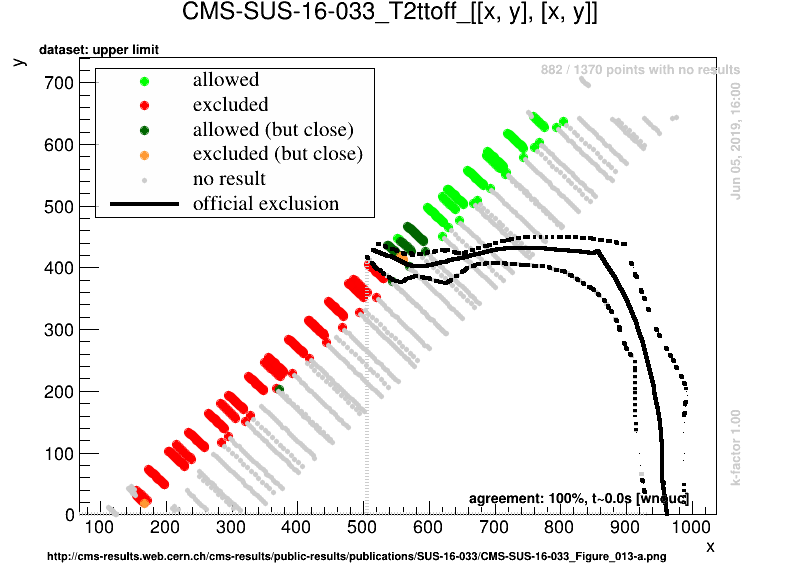 CMS-SUS-16-033_T2ttoff_[[x, y], [x, y]]
dataset: upper limit
y
882 / 1370 points with no results
allowed
excluded
allowed (but close)
excluded (but close)
no result
official exclusion
Jun 05, 2019, 16:00
k-factor 1.00
700
600
500
400
300
200
100
0
agreement: 100%, t~0.0s [wneuc]
100 200 300 400 500 600 700 800 900 1000
x
http://cms-results.web.cern.ch/cms-results/public-results/publications/SUS-16-033/CMS-SUS-16-033_Figure_013-a.png